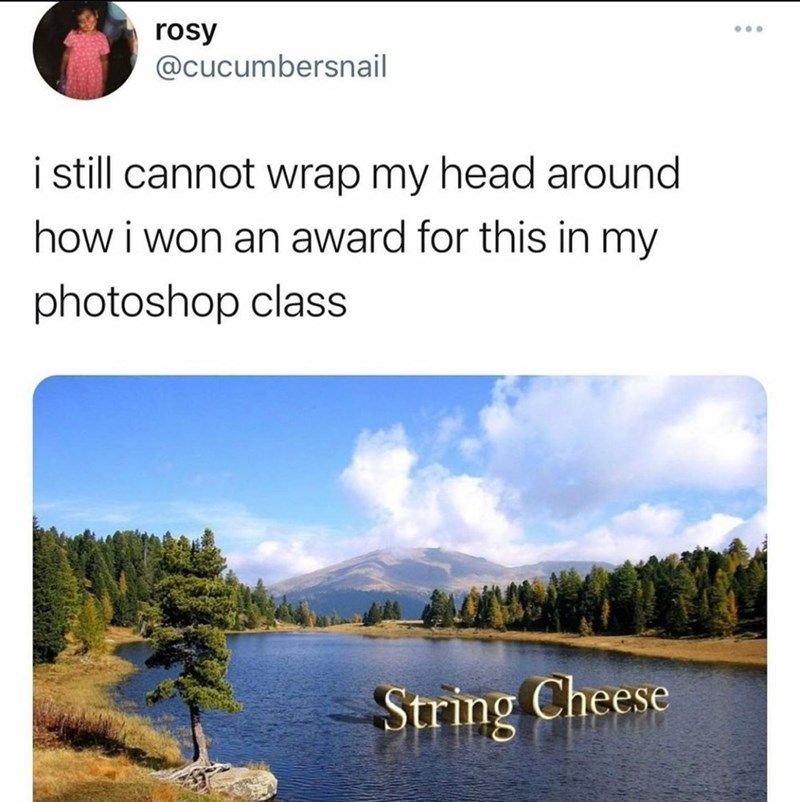 rosy
@cucumbersnail
i still cannot wrap my head around
how i won an award for this in my
photoshop class
String Cheese